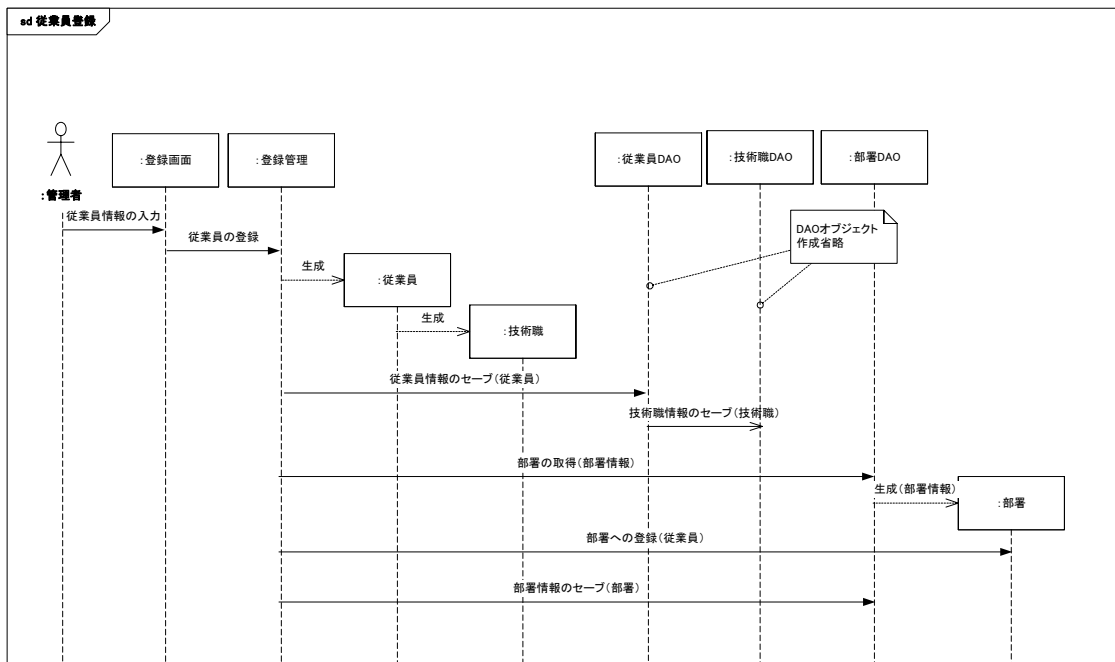 sd 従業員登録
:管理者
:登録画面
:登録管理
:従業員DAO
:技術職DAO
:部署DAO
従業員情報の入力
DAOオブジェクト
作成省略
従業員の登録
生成
:従業員
生成
:技術職
従業員情報のセーブ(従業員)
技術職情報のセーブ(技術職)
部署の取得(部署情報)
生成(部署情報)
:部署
部署への登録(従業員)
部署情報のセーブ(部署)